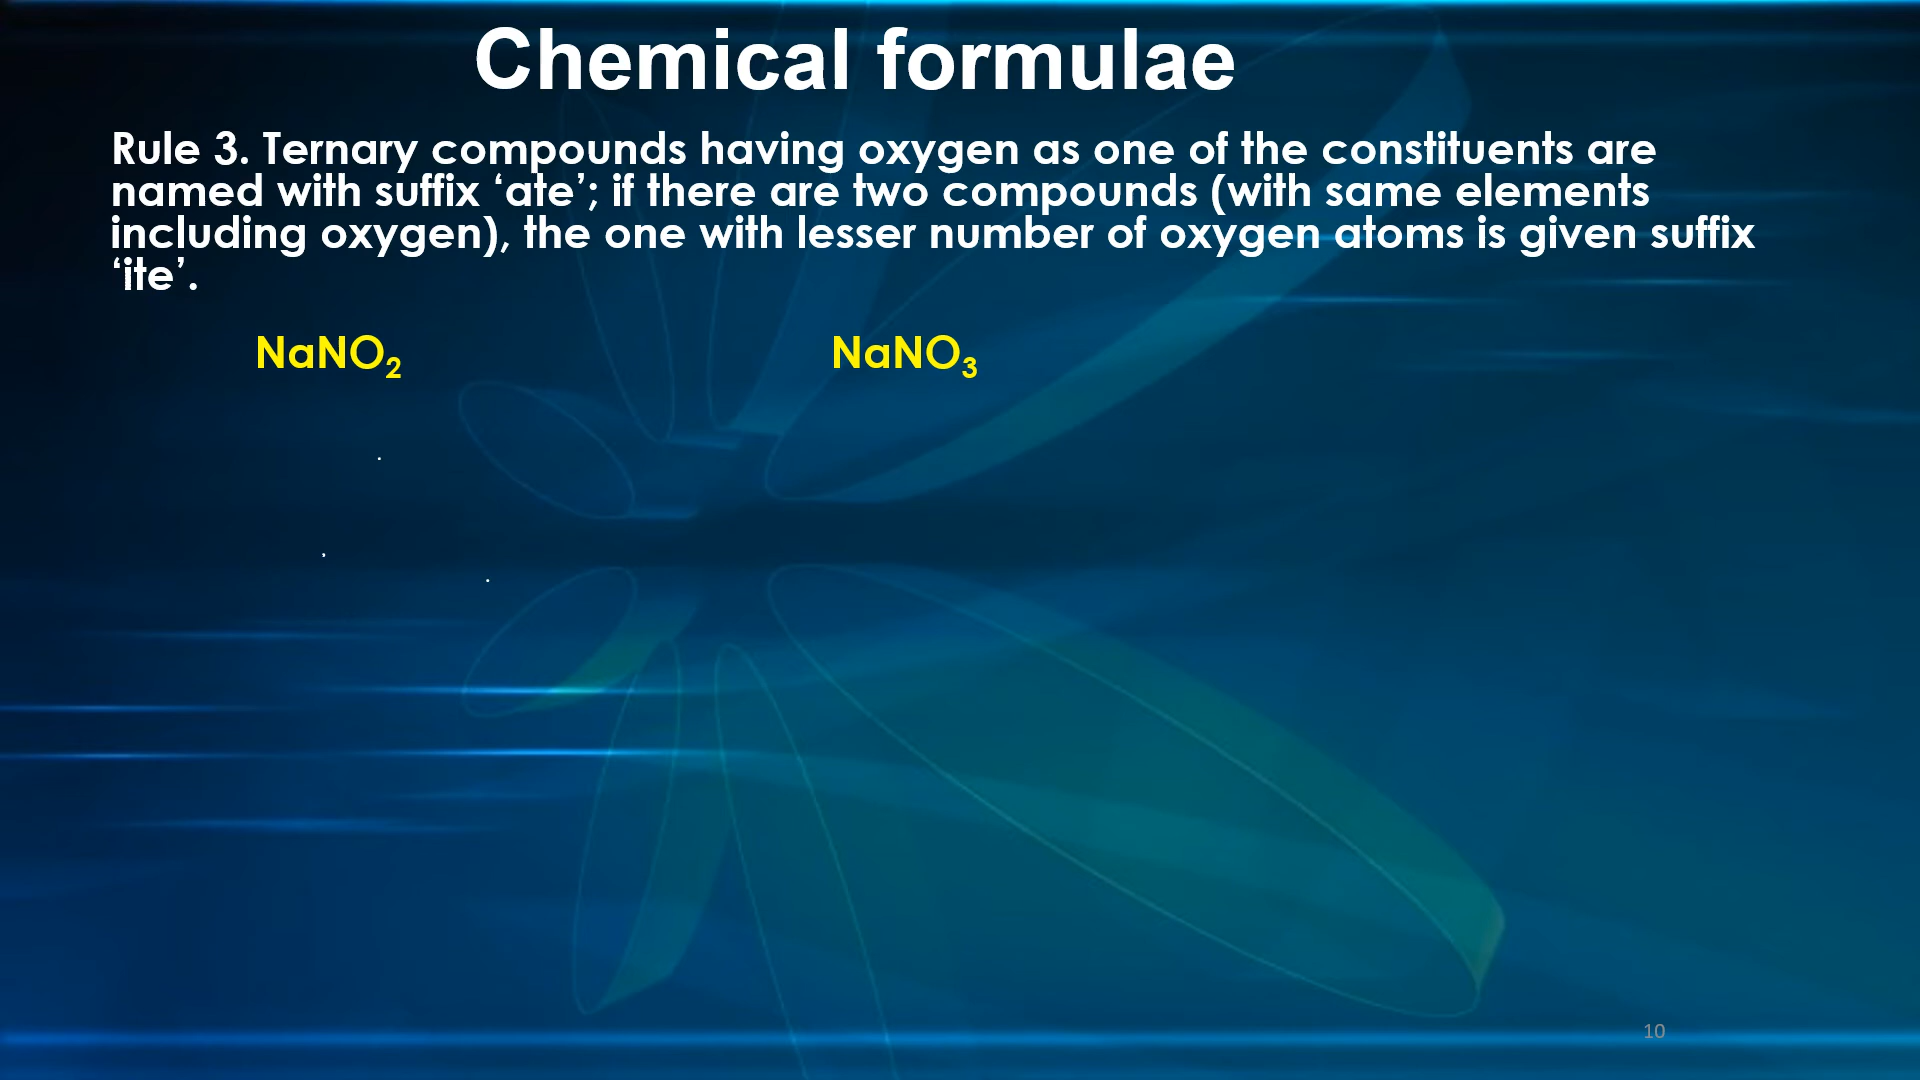 Chemical formulae
Rule 3. Ternary compounds having oxygen as one of the constituents are
named with suffix ‘ate’; if there are two compounds (with same elements
including oxygen), the one with lesser number of oxygen atoms is given suffix
‘ite’.
NaNO₂ NaNO₃
.
,
.
10